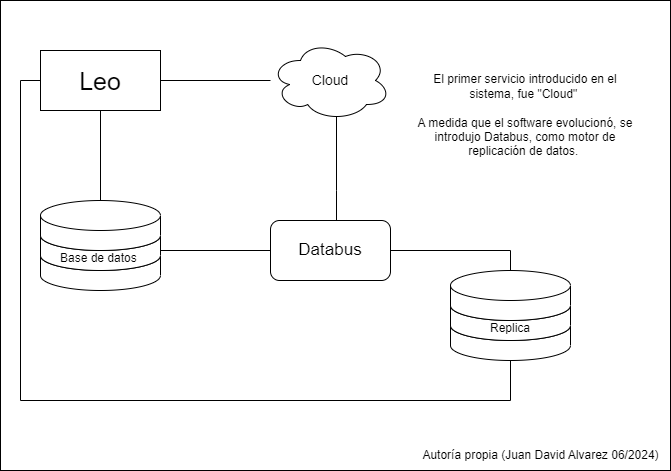 Leo
Cloud
El primer servicio introducido en el
sistema, fue "Cloud"
A medida que el software evolucionó, se
introdujo Databus, como motor de
replicación de datos.
Base de datos
Databus
Replica
Autoría propia (Juan David Alvarez 06/2024)